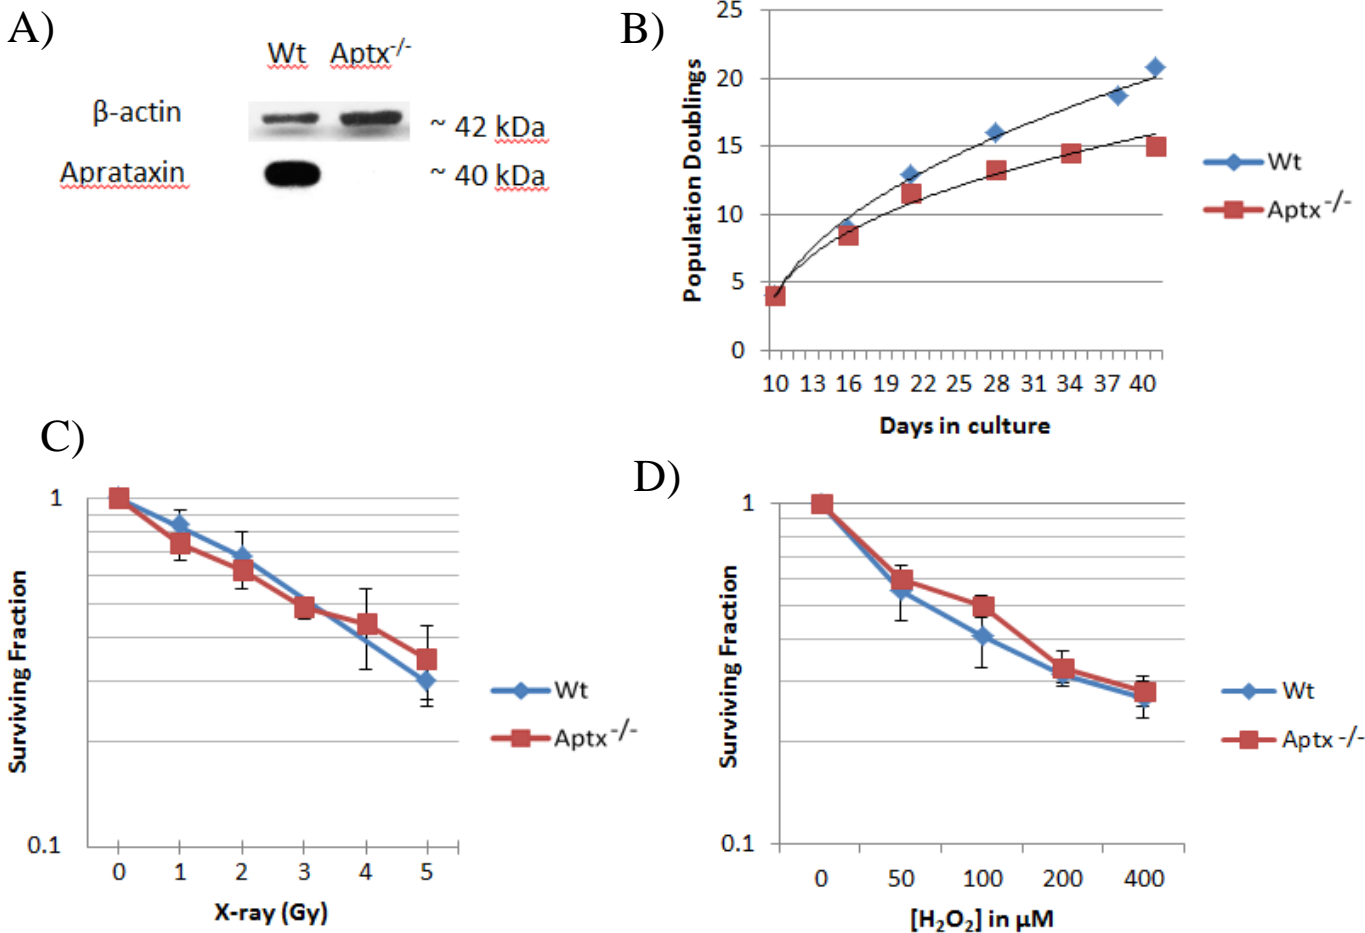 A)
Wt Aptx-/-
β-actin ~ 42 kDa
Aprataxin ~ 40 kDa
B)
Population Doublings
25
20
15
10
5
0
10 13 16 19 22 25 28 31 34 37 40
Days in culture
Wt
Aptx-/-
C)
Surviving Fraction
1
0.1
0 1 2 3 4 5
X-ray (Gy)
Wt
Aptx-/-
D)
Surviving Fraction
1
0.1
0 50 100 200 400
[H₂O₂] in µM
Wt
Aptx-/-